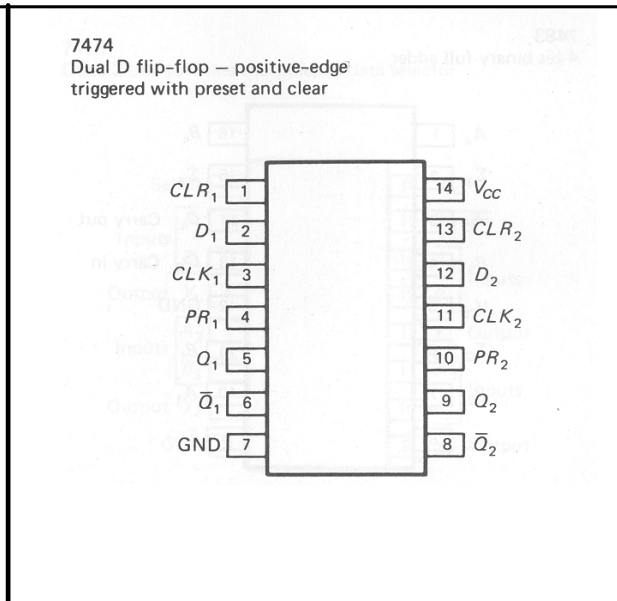 7474
Dual D flip-flop — positive-edge
triggered with preset and clear
CLR₁ 1
D₁ 2
CLK₁ 3
PR₁ 4
Q₁ 5
Q̅₁ 6
GND 7
14 V_CC
13 CLR₂
12 D₂
11 CLK₂
10 PR₂
9 Q₂
8 Q̅₂